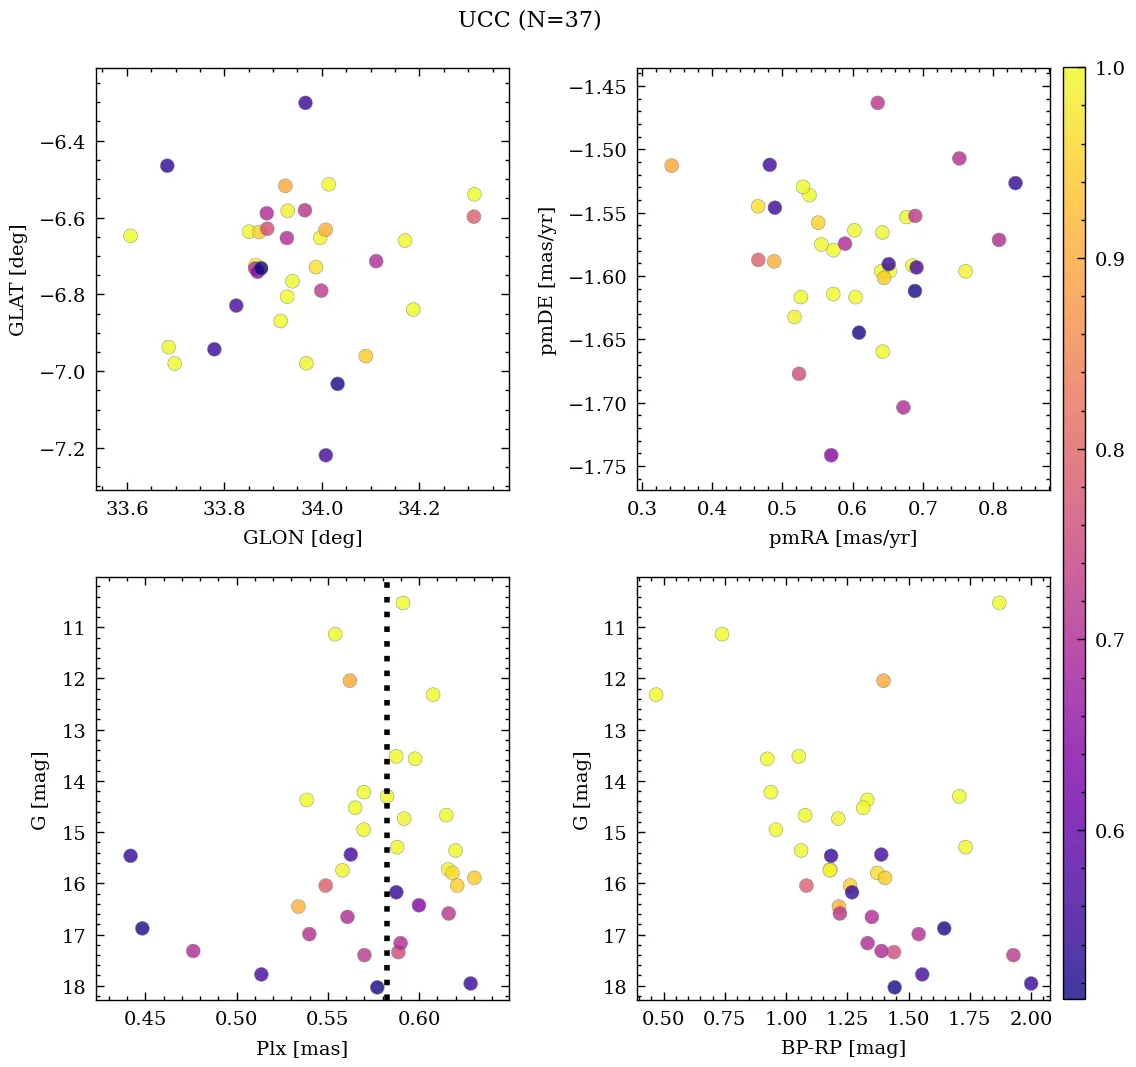 UCC (N=37)
−6.4
−6.6
−6.8
−7.0
−7.2
GLAT [deg]
33.6 33.8 34.0 34.2
GLON [deg]
−1.45
−1.50
−1.55
−1.60
−1.65
−1.70
−1.75
pmDE [mas/yr]
0.3 0.4 0.5 0.6 0.7 0.8
pmRA [mas/yr]
1.0
0.9
0.8
0.7
0.6
11
12
13
14
15
16
17
18
G [mag]
0.45 0.50 0.55 0.60
Plx [mas]
11
12
13
14
15
16
17
18
G [mag]
0.50 0.75 1.00 1.25 1.50 1.75 2.00
BP-RP [mag]